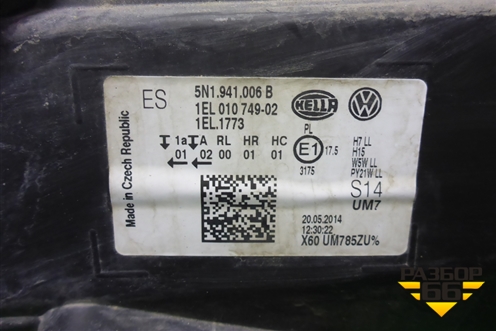 ES
5N1.941.006 B
1EL 010 749-02
1EL.1773
HELLA
PL
1a A RL HR HC
01 02 00 01 01
E1 17.5
3175
H7 LL
H15
W5W LL
PY21W LL
S14
UM7
20.05.2014
12:30:22
X60 UM785ZU%
Made in Czech Republic
РАЗБОР
66